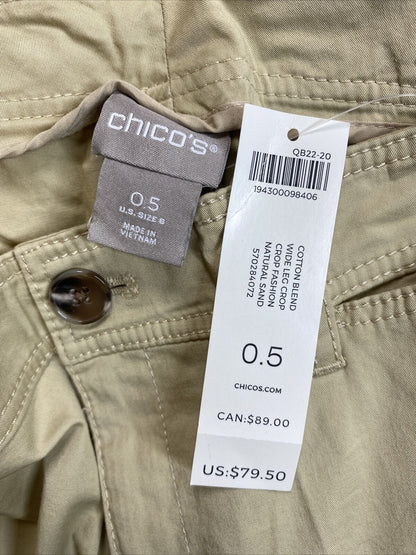 chico's®
0.5
U.S. SIZE 6
MADE IN
VIETNAM
QB22-20
194300098406
COTTON BLEND
WIDE LEG CROP
CROP FASHION
NATURAL SAND
570284072
0.5
CHICOS.COM
CAN:$89.00
US:$79.50